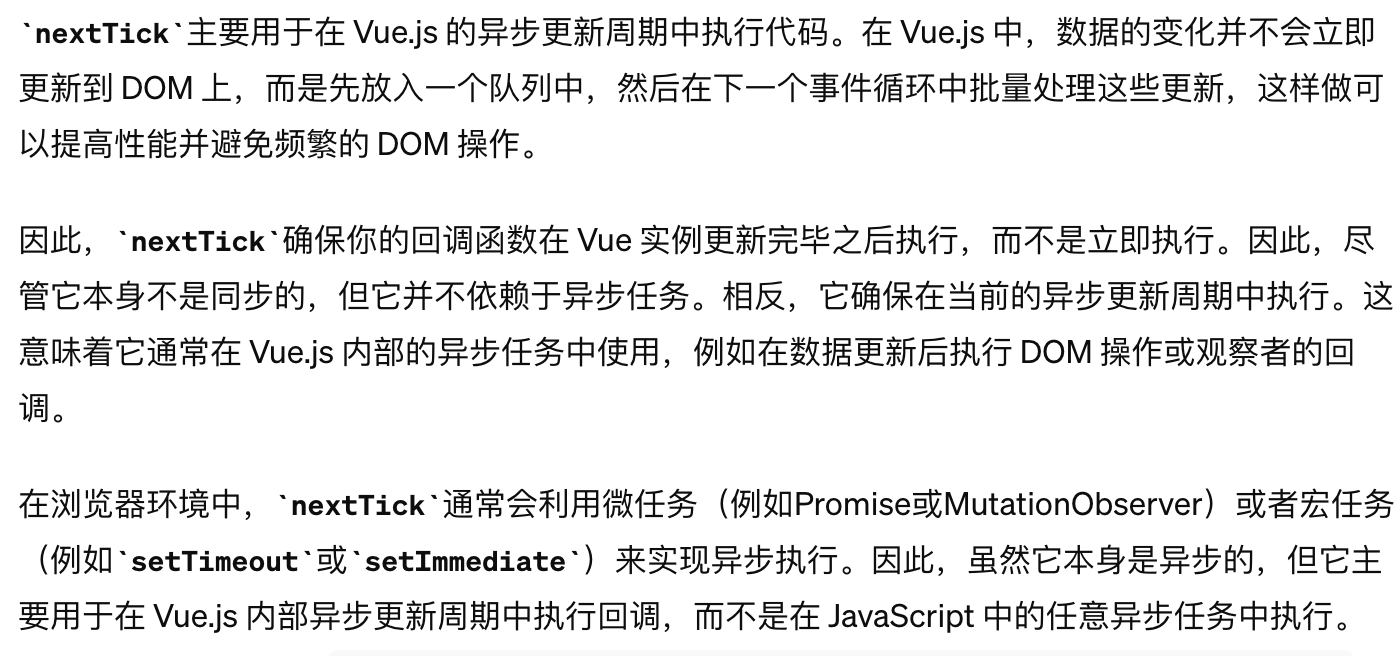 `nextTick`主要用于在 Vue.js 的异步更新周期中执行代码。在 Vue.js 中，数据的变化并不会立即
更新到 DOM 上，而是先放入一个队列中，然后在下一个事件循环中批量处理这些更新，这样做可
以提高性能并避免频繁的 DOM 操作。
因此，`nextTick`确保你的回调函数在 Vue 实例更新完毕之后执行，而不是立即执行。因此，尽
管它本身不是同步的，但它并不依赖于异步任务。相反，它确保在当前的异步更新周期中执行。这
意味着它通常在 Vue.js 内部的异步任务中使用，例如在数据更新后执行 DOM 操作或观察者的回
调。
在浏览器环境中，`nextTick`通常会利用微任务（例如Promise或MutationObserver）或者宏任务
（例如`setTimeout`或`setImmediate`）来实现异步执行。因此，虽然它本身是异步的，但它主
要用于在 Vue.js 内部异步更新周期中执行回调，而不是在 JavaScript 中的任意异步任务中执行。